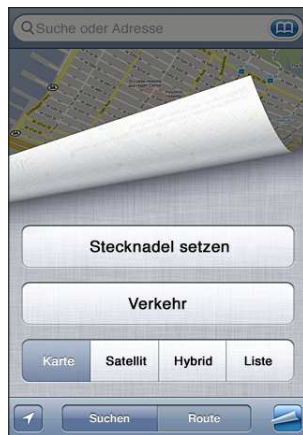 Suche oder Adresse
Stecknadel setzen
Verkehr
Karte Satellit Hybrid Liste
Suchen Route